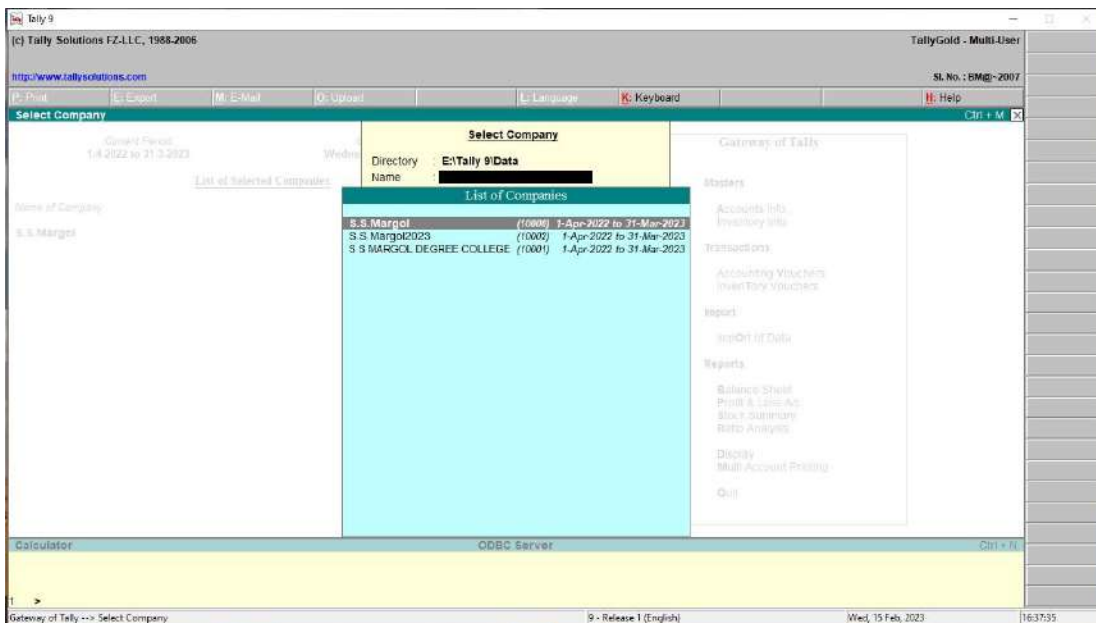 Tally 9
(c) Tally Solutions FZ-LLC, 1988-2006
TallyGold - Multi-User
http://www.tallysolutions.com
Sl. No. : BM@~2007
P: Print E: Export M: E-Mail O: Upload L: Language K: Keyboard H: Help
Select Company Ctrl + M
Current Period
1-4-2022 to 31-3-2023
List of Selected Companies
Name of Company
S.S.Margol
Select Company
Directory : E:\Tally 9\Data
Name :
List of Companies
S.S.Margol 1-Apr-2022 to 31-Mar-2023
S.S.Margol2023 (10002) 1-Apr-2022 to 31-Mar-2023
S S MARGOL DEGREE COLLEGE (10001) 1-Apr-2022 to 31-Mar-2023
Gateway of Tally
Masters
Accounts Info.
Inventory Info.
Transactions
Accounting Vouchers
InvenTory Vouchers
Import
impOrt of Data
Reports
Balance Sheet
Profit & Loss A/c
Stock Summary
Ratio Analysis
Display
Multi Account Printing
Quit
Calculator ODBC Server Ctrl + N
1 >
Gateway of Tally --> Select Company 9 - Release 1 (English) Wed, 15 Feb, 2023 16:37:35